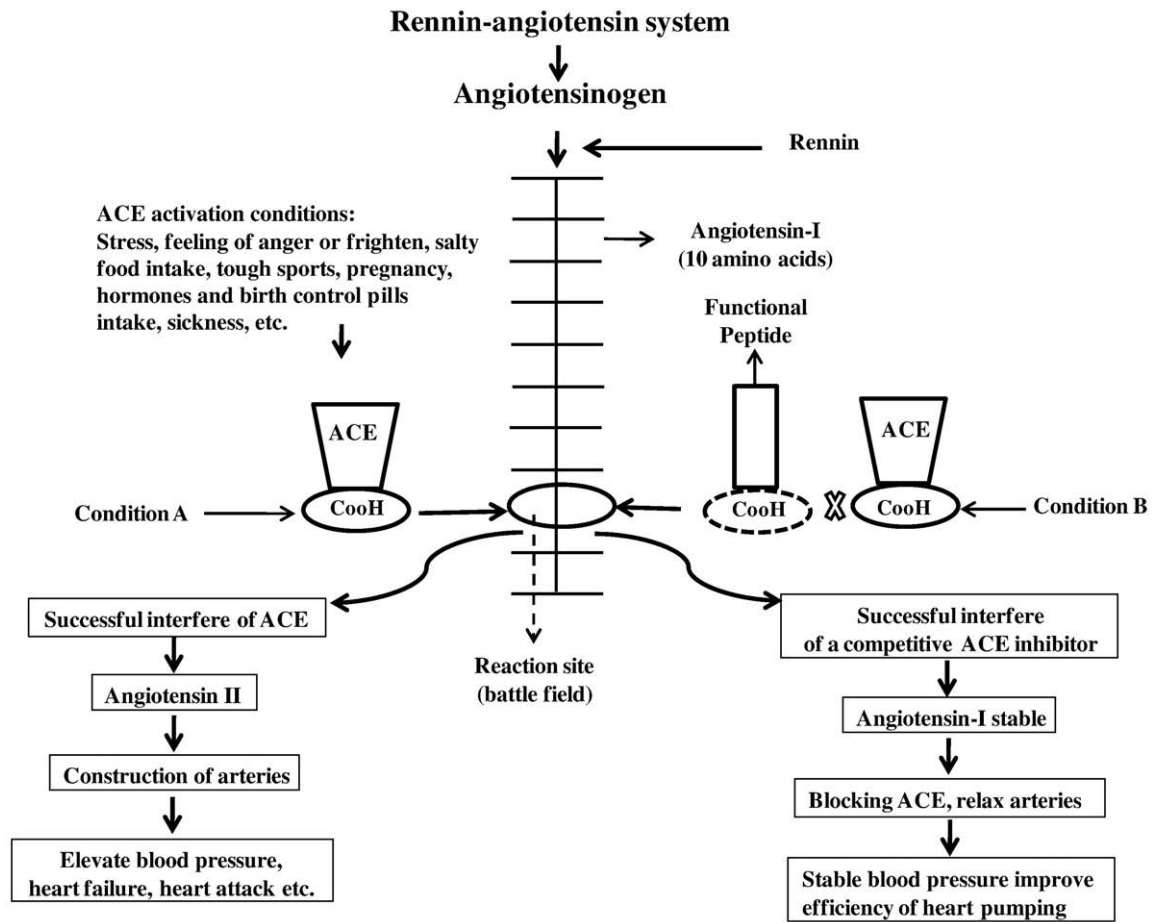 Rennin-angiotensin system
Angiotensinogen
Rennin
ACE activation conditions:
Stress, feeling of anger or frighten, salty
food intake, tough sports, pregnancy,
hormones and birth control pills
intake, sickness, etc.
Angiotensin-I
(10 amino acids)
Functional
Peptide
ACE
ACE
Condition A
CooH
CooH
X
CooH
Condition B
Successful interfere of ACE
Angiotensin II
Construction of arteries
Elevate blood pressure,
heart failure, heart attack etc.
Reaction site
(battle field)
Successful interfere
of a competitive ACE inhibitor
Angiotensin-I stable
Blocking ACE, relax arteries
Stable blood pressure improve
efficiency of heart pumping